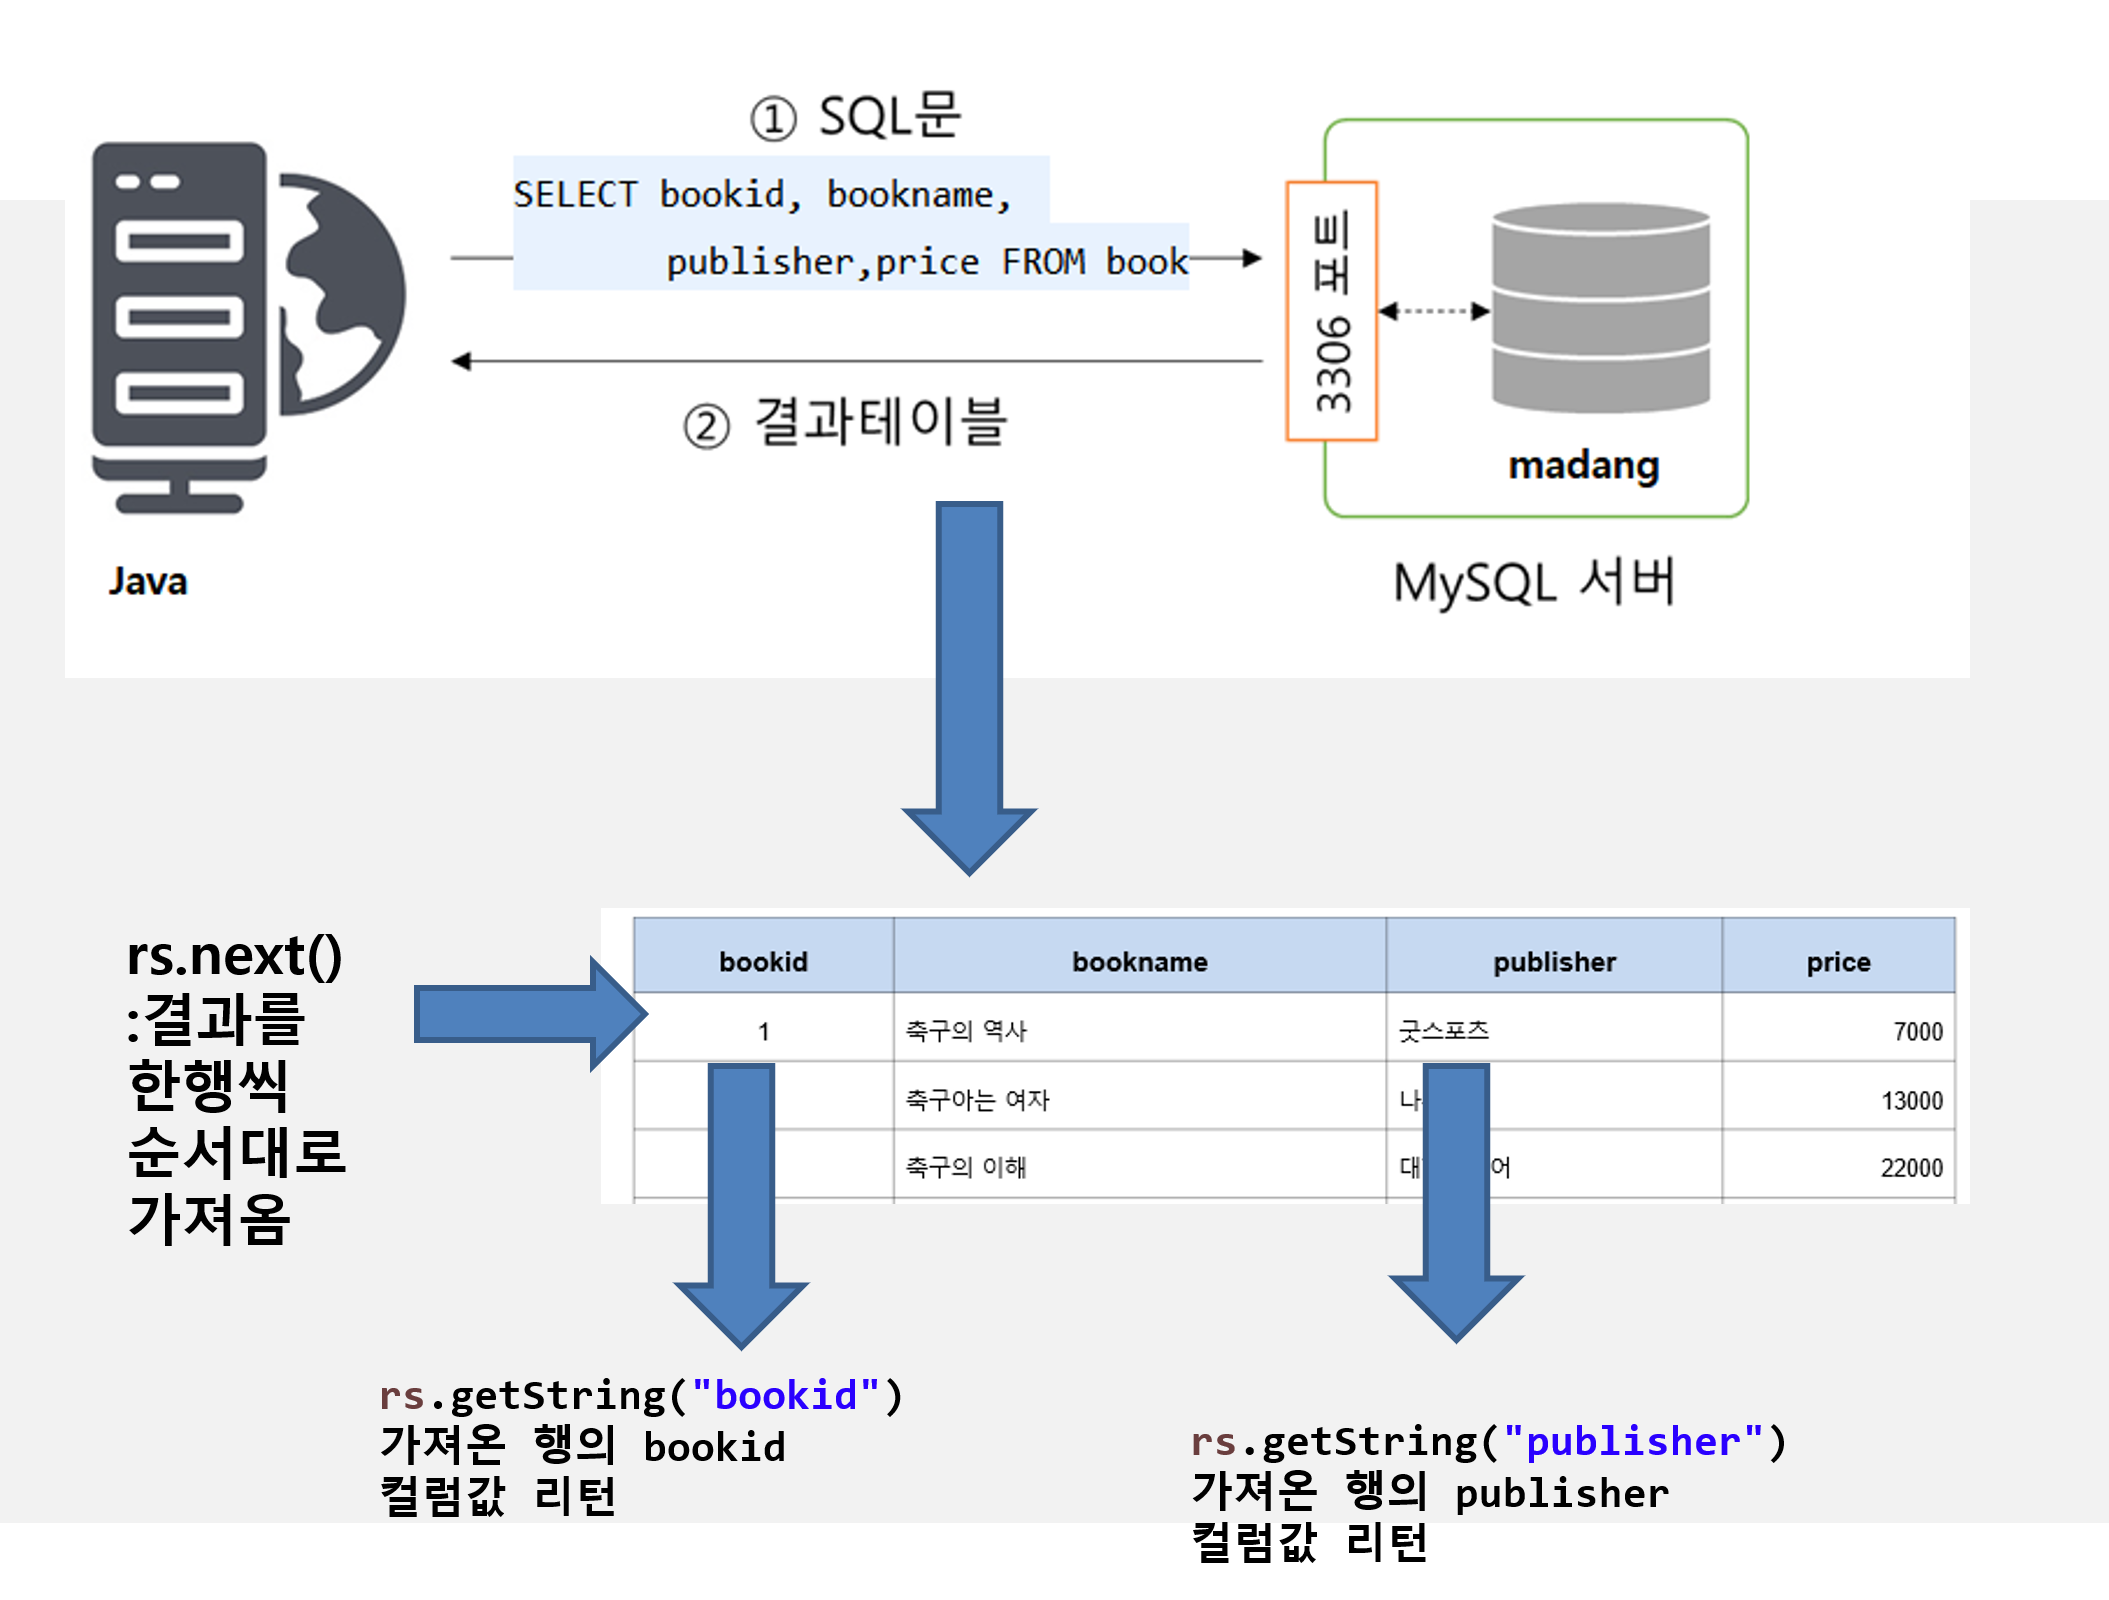 ① SQL문
SELECT bookid, bookname,
publisher,price FROM book
3306 포트
② 결과테이블
madang
Java
MySQL 서버
rs.next()
:결과를
한행씩
순서대로
가져옴
bookid bookname publisher price
1 축구의 역사 굿스포츠 7000
축구아는 여자 13000
축구의 이해 22000
rs.getString("bookid")
가져온 행의 bookid
컬럼값 리턴
rs.getString("publisher")
가져온 행의 publisher
컬럼값 리턴